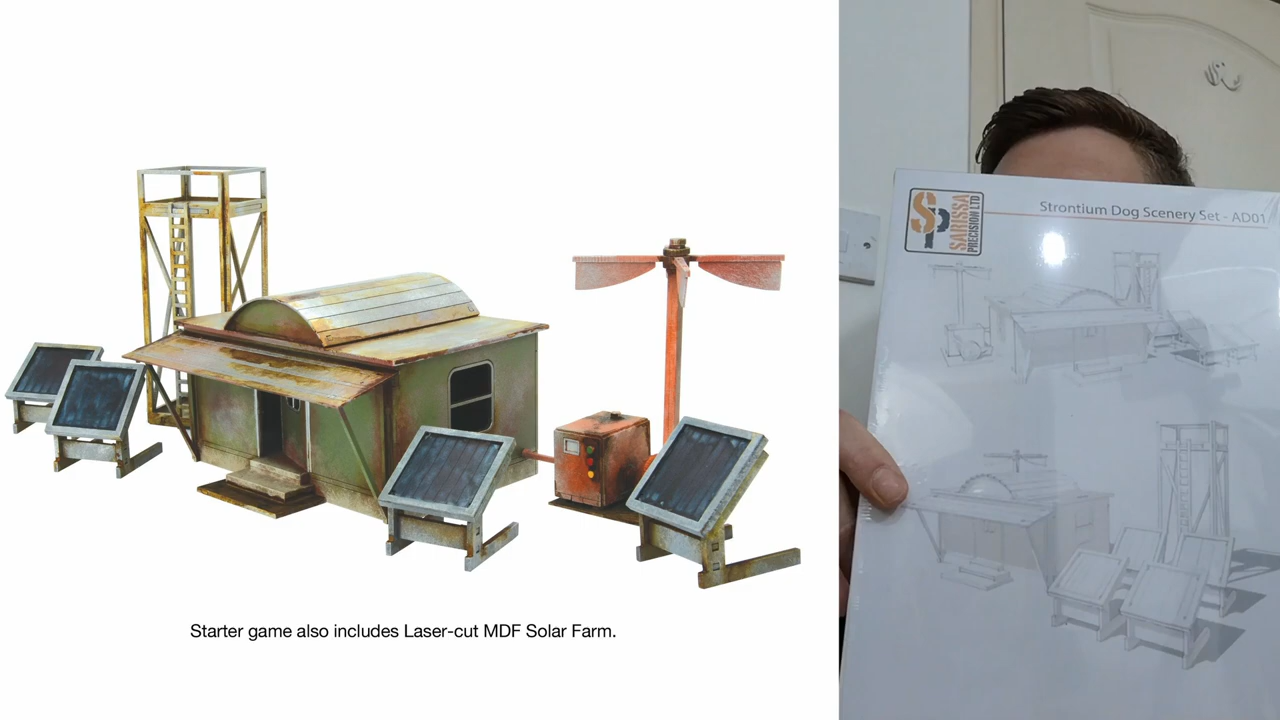 Starter game also includes Laser-cut MDF Solar Farm.
SP
SARISSA
PRECISION LTD
Strontium Dog Scenery Set - AD01